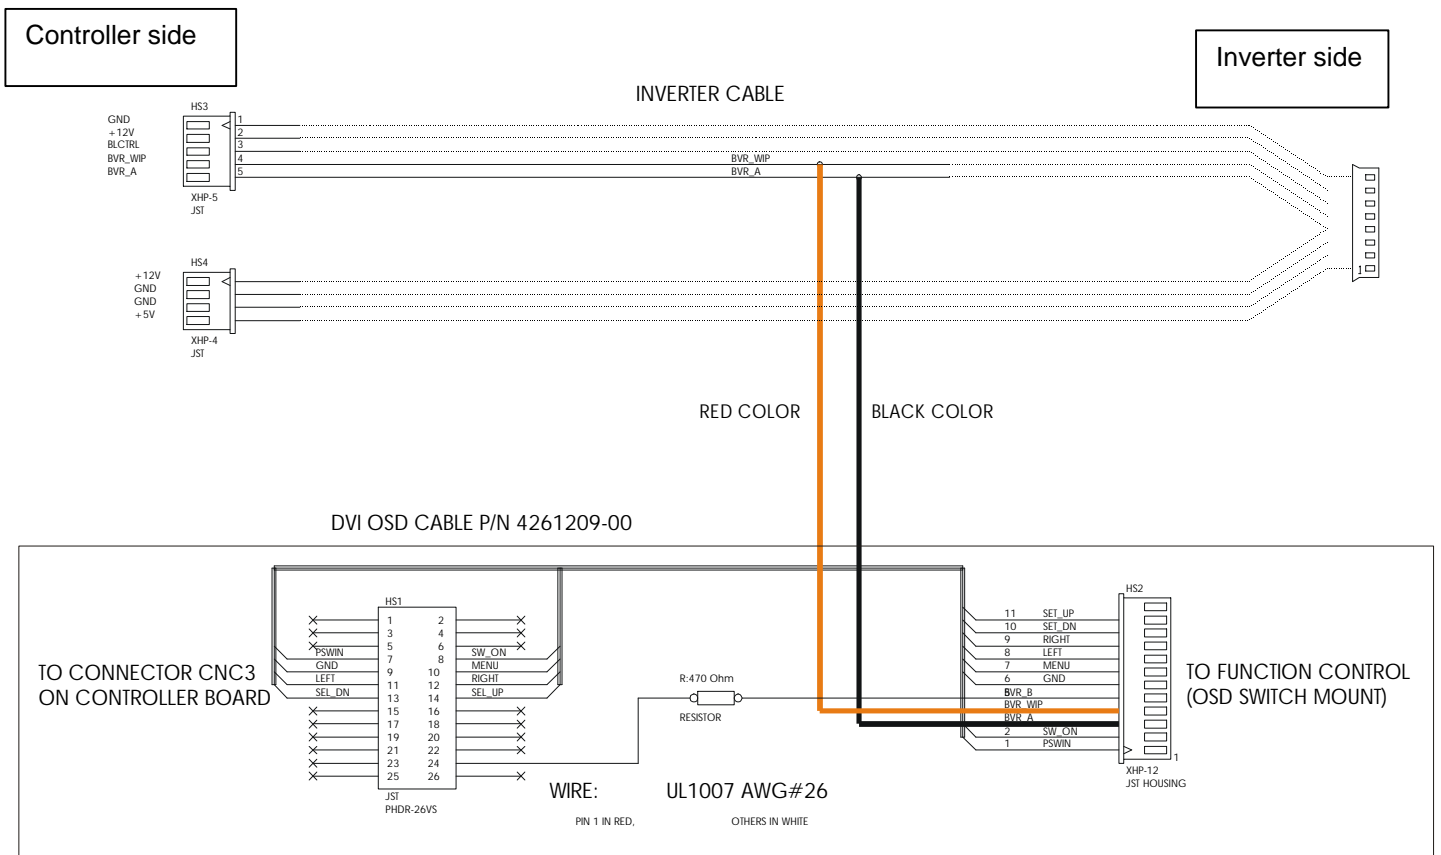 Controller side
Inverter side
INVERTER CABLE
HS3
GND
+12V
BLCTRL
BVR_WIP
BVR_A
1
2
3
4
5
BVR_WIP
BVR_A
XHP-5
JST
1
HS4
+12V
GND
GND
+5V
XHP-4
JST
RED COLOR
BLACK COLOR
DVI OSD CABLE P/N 4261209-00
TO CONNECTOR CNC3
ON CONTROLLER BOARD
HS1
1 2
3 4
5 6
PSWIN 7 8 SW_ON
GND 9 10 MENU
LEFT 11 12 RIGHT
SEL_DN 13 14 SEL_UP
15 16
17 18
19 20
21 22
23 24
25 26
JST
PHDR-26VS
R:470 Ohm
RESISTOR
HS2
11 SET_UP
10 SET_DN
9 RIGHT
8 LEFT
7 MENU
6 GND
5 BVR_B
BVR_WIP
BVR_A
2 SW_ON
1 PSWIN
1
XHP-12
JST HOUSING
TO FUNCTION CONTROL
(OSD SWITCH MOUNT)
WIRE: UL1007 AWG#26
PIN 1 IN RED, OTHERS IN WHITE